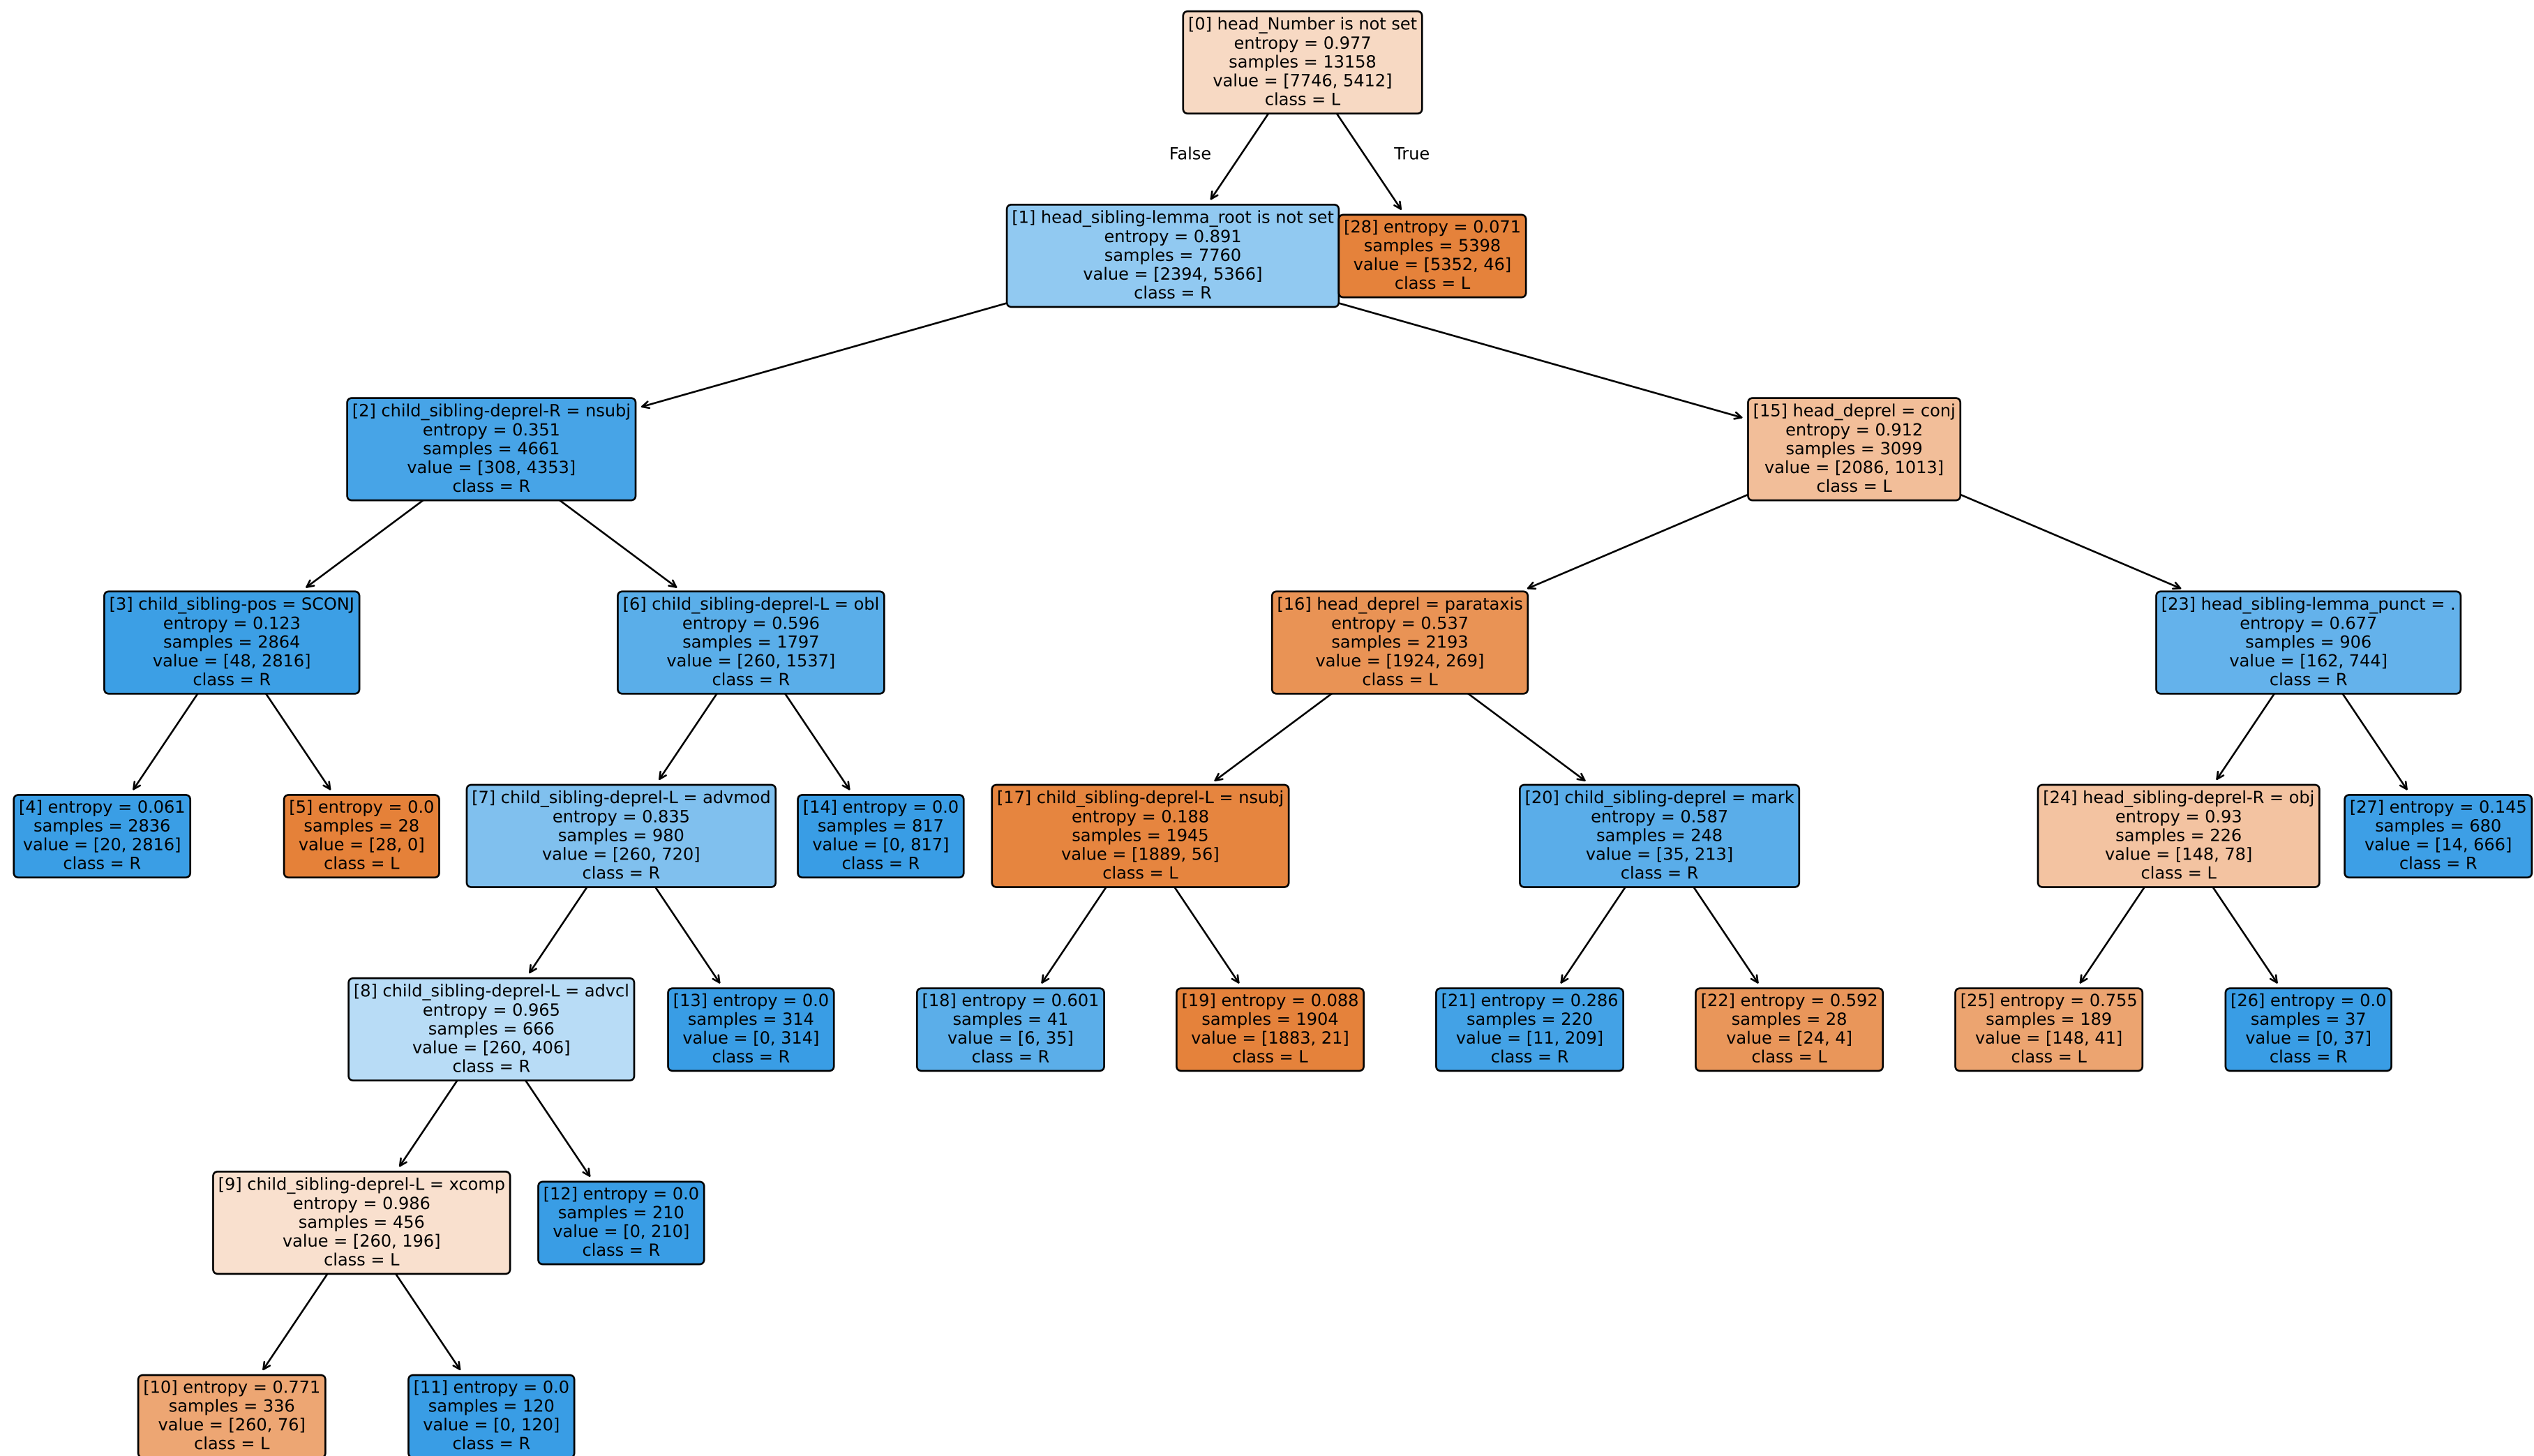 [0] head_Number is not set
entropy = 0.977
samples = 13158
value = [7746, 5412]
class = L
False
True
[1] head_sibling-lemma_root is not set
entropy = 0.891
samples = 7760
value = [2394, 5366]
class = R
[28] entropy = 0.071
samples = 5398
value = [5352, 46]
class = L
[2] child_sibling-deprel-R = nsubj
entropy = 0.351
samples = 4661
value = [308, 4353]
class = R
[15] head_deprel = conj
entropy = 0.912
samples = 3099
value = [2086, 1013]
class = L
[3] child_sibling-pos = SCONJ
entropy = 0.123
samples = 2864
value = [48, 2816]
class = R
[6] child_sibling-deprel-L = obl
entropy = 0.596
samples = 1797
value = [260, 1537]
class = R
[16] head_deprel = parataxis
entropy = 0.537
samples = 2193
value = [1924, 269]
class = L
[23] head_sibling-lemma_punct = .
entropy = 0.677
samples = 906
value = [162, 744]
class = R
[4] entropy = 0.061
samples = 2836
value = [20, 2816]
class = R
[5] entropy = 0.0
samples = 28
value = [28, 0]
class = L
[7] child_sibling-deprel-L = advmod
entropy = 0.835
samples = 980
value = [260, 720]
class = R
[14] entropy = 0.0
samples = 817
value = [0, 817]
class = R
[17] child_sibling-deprel-L = nsubj
entropy = 0.188
samples = 1945
value = [1889, 56]
class = L
[20] child_sibling-deprel = mark
entropy = 0.587
samples = 248
value = [35, 213]
class = R
[24] head_sibling-deprel-R = obj
entropy = 0.93
samples = 226
value = [148, 78]
class = L
[27] entropy = 0.145
samples = 680
value = [14, 666]
class = R
[8] child_sibling-deprel-L = advcl
entropy = 0.965
samples = 666
value = [260, 406]
class = R
[13] entropy = 0.0
samples = 314
value = [0, 314]
class = R
[18] entropy = 0.601
samples = 41
value = [6, 35]
class = R
[19] entropy = 0.088
samples = 1904
value = [1883, 21]
class = L
[21] entropy = 0.286
samples = 220
value = [11, 209]
class = R
[22] entropy = 0.592
samples = 28
value = [24, 4]
class = L
[25] entropy = 0.755
samples = 189
value = [148, 41]
class = L
[26] entropy = 0.0
samples = 37
value = [0, 37]
class = R
[9] child_sibling-deprel-L = xcomp
entropy = 0.986
samples = 456
value = [260, 196]
class = L
[12] entropy = 0.0
samples = 210
value = [0, 210]
class = R
[10] entropy = 0.771
samples = 336
value = [260, 76]
class = L
[11] entropy = 0.0
samples = 120
value = [0, 120]
class = R